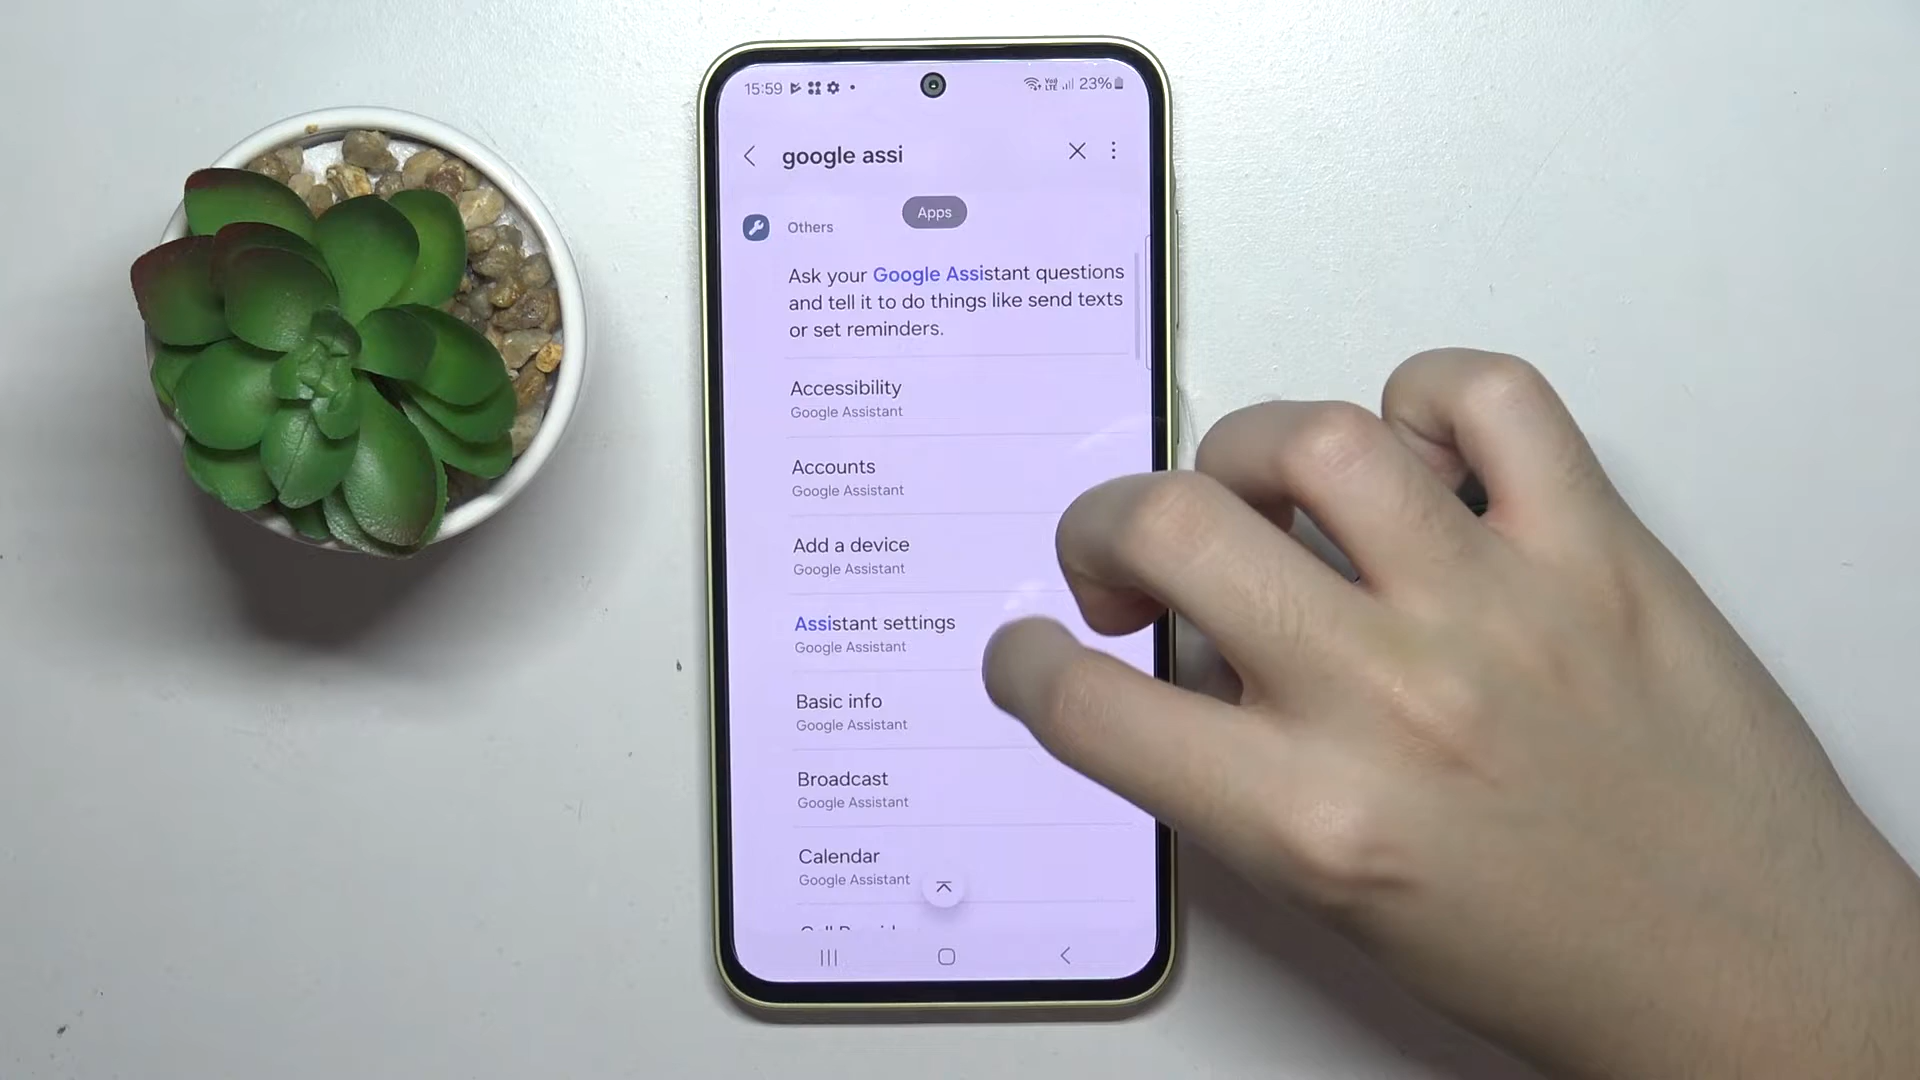 15:59
23%
google assi
Apps
Others
Ask your Google Assistant questions
and tell it to do things like send texts
or set reminders.
Accessibility
Google Assistant
Accounts
Google Assistant
Add a device
Google Assistant
Assistant settings
Google Assistant
Basic info
Google Assistant
Broadcast
Google Assistant
Calendar
Google Assistant